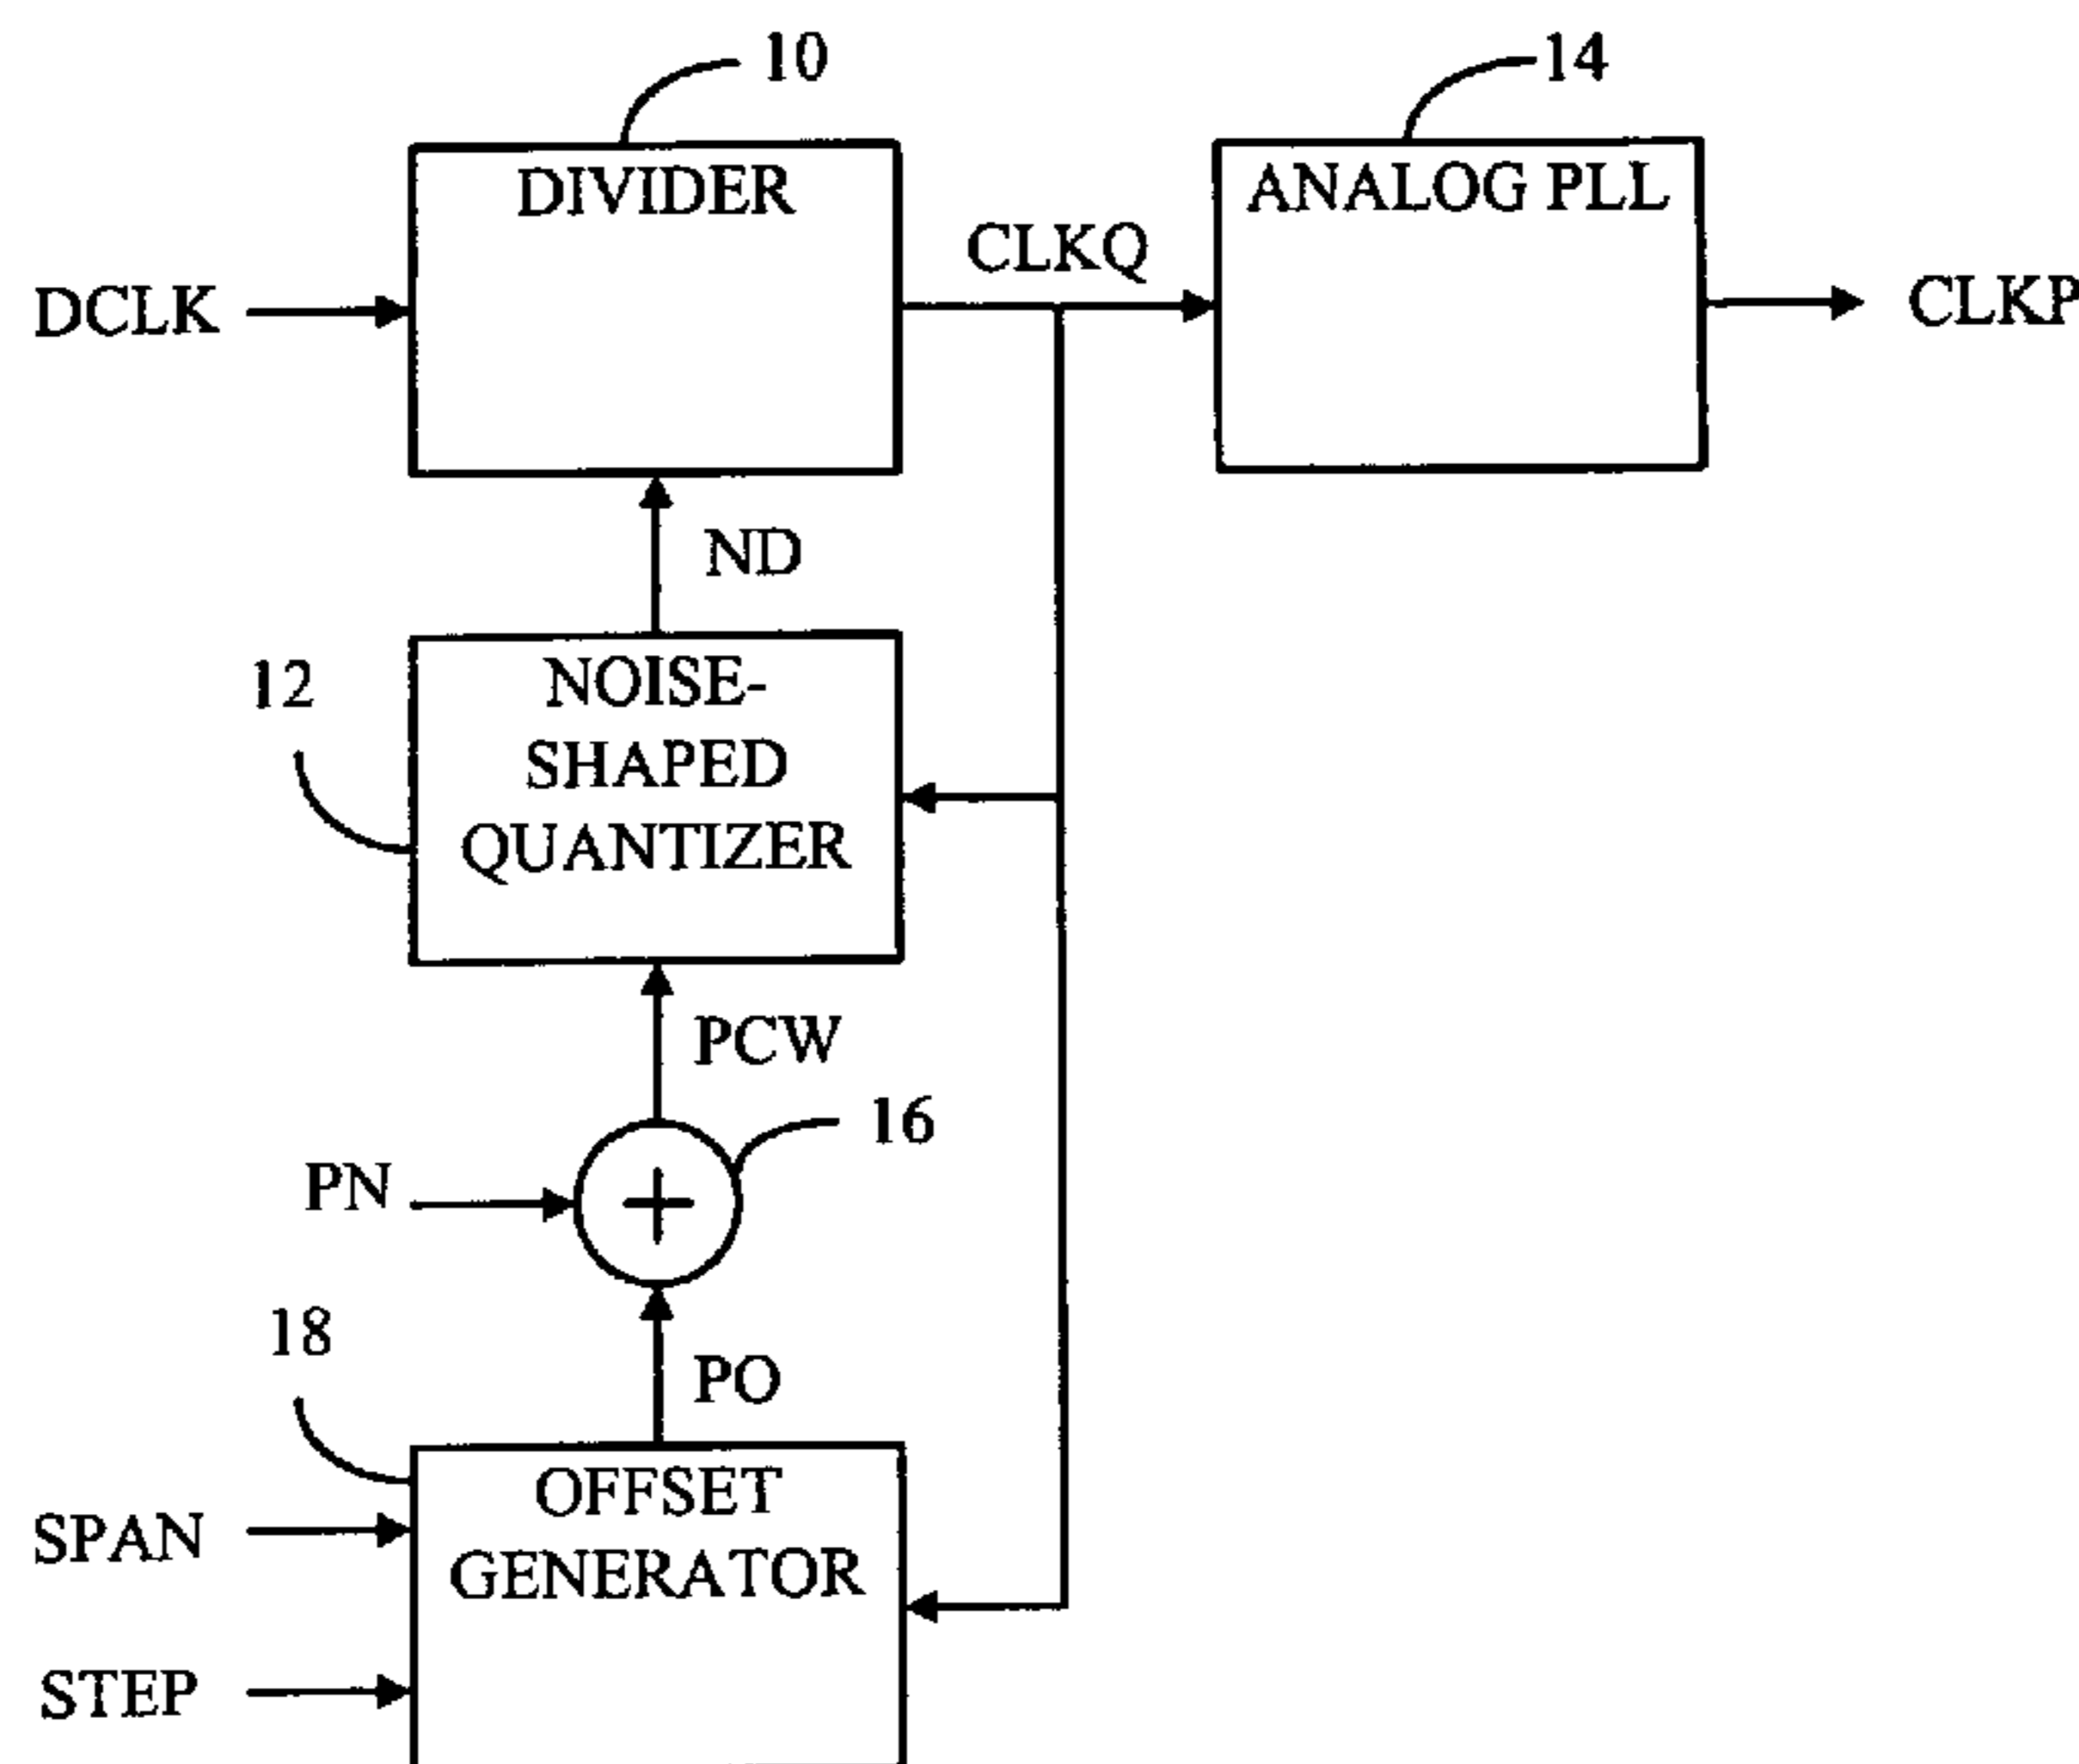 10
14
DIVIDER
ANALOG PLL
CLKQ
DCLK
CLKP
ND
12
NOISE-
SHAPED
QUANTIZER
PCW
16
PN
18
PO
OFFSET
GENERATOR
SPAN
STEP